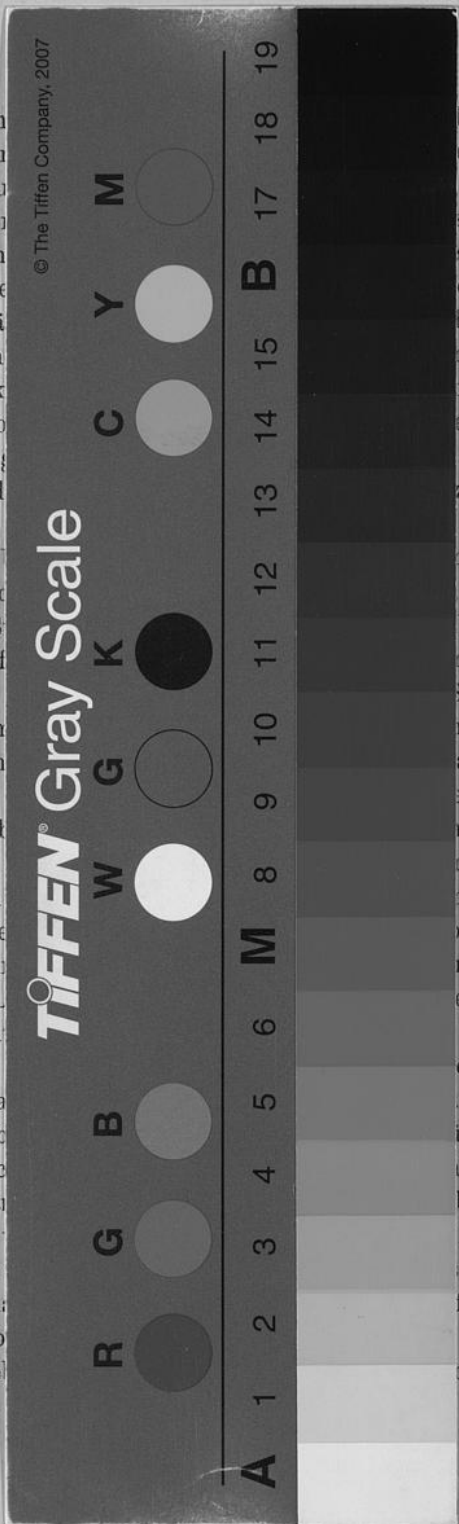 TIFFEN® Gray Scale
© The Tiffen Company, 2007
R G B W G K C Y M
A 1 2 3 4 5 6 M 8 9 10 11 12 13 14 15 B 17 18 19